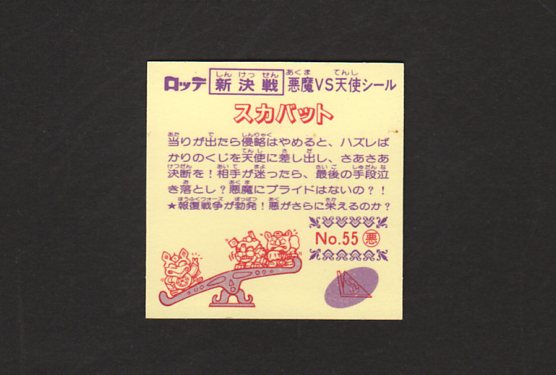 ロッテ 新決戦 悪魔VS天使シール
スカバット
当りが出たら侵略はやめると、ハズレば
かりのくじを天使に差し出し、さあさあ
決断を!相手が迷ったら、最後の手段泣
き落とし?悪魔にプライドはないの?!
★報復戦争が勃発!悪がさらに栄えるのか?
No.55 悪